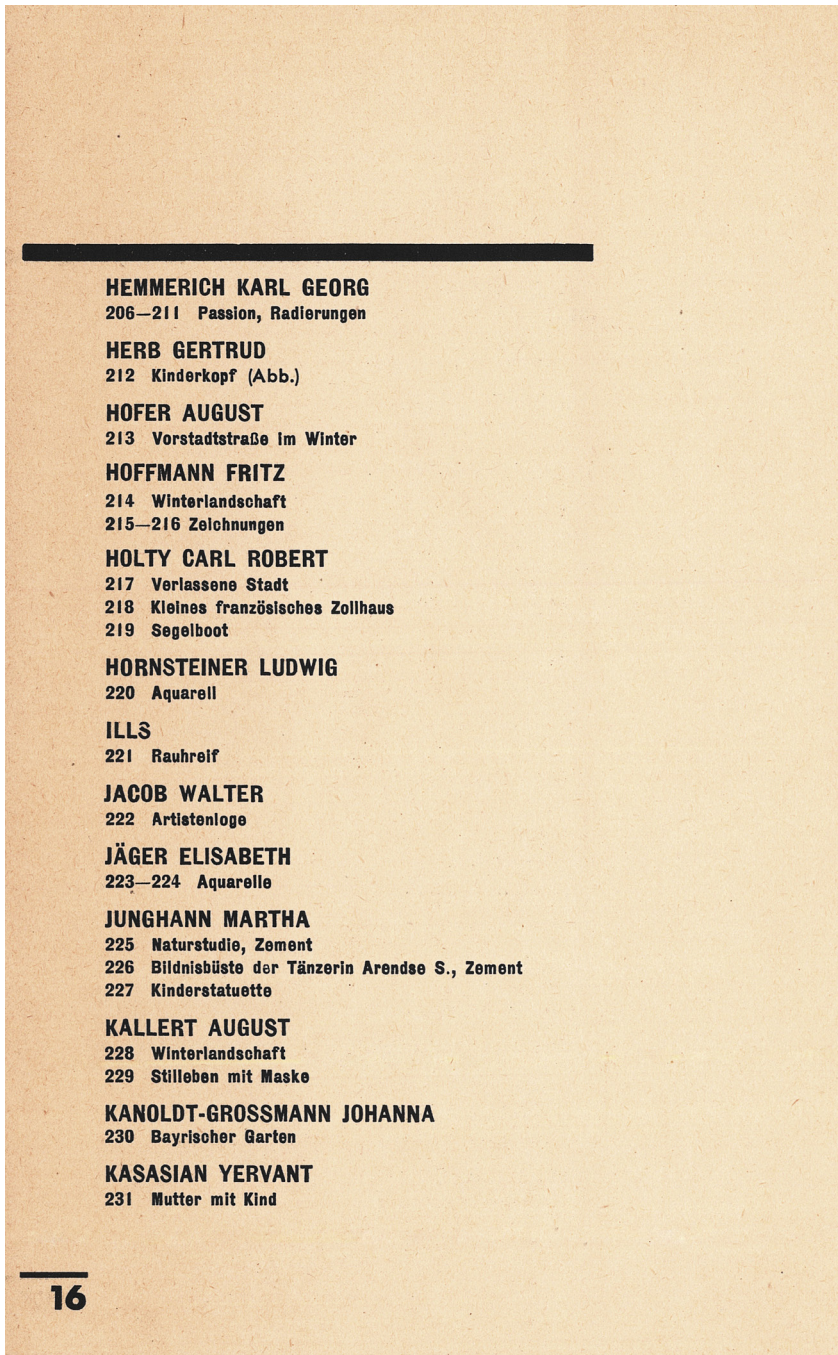 HEMMERICH KARL GEORG
206—211 Passion, Radierungen
HERB GERTRUD
212 Kinderkopf (Abb.)
HOFER AUGUST
213 Vorstadtstraße im Winter
HOFFMANN FRITZ
214 Winterlandschaft
215—216 Zeichnungen
HOLTY CARL ROBERT
217 Verlassene Stadt
218 Kleines französisches Zollhaus
219 Segelboot
HORNSTEINER LUDWIG
220 Aquarell
ILLS
221 Rauhreif
JACOB WALTER
222 Artistenloge
JÄGER ELISABETH
223—224 Aquarelle
JUNGHANN MARTHA
225 Naturstudie, Zement
226 Bildnisbüste der Tänzerin Arendse S., Zement
227 Kinderstatuette
KALLERT AUGUST
228 Winterlandschaft
229 Stilleben mit Maske
KANOLDT-GROSSMANN JOHANNA
230 Bayrischer Garten
KASASIAN YERVANT
231 Mutter mit Kind
16